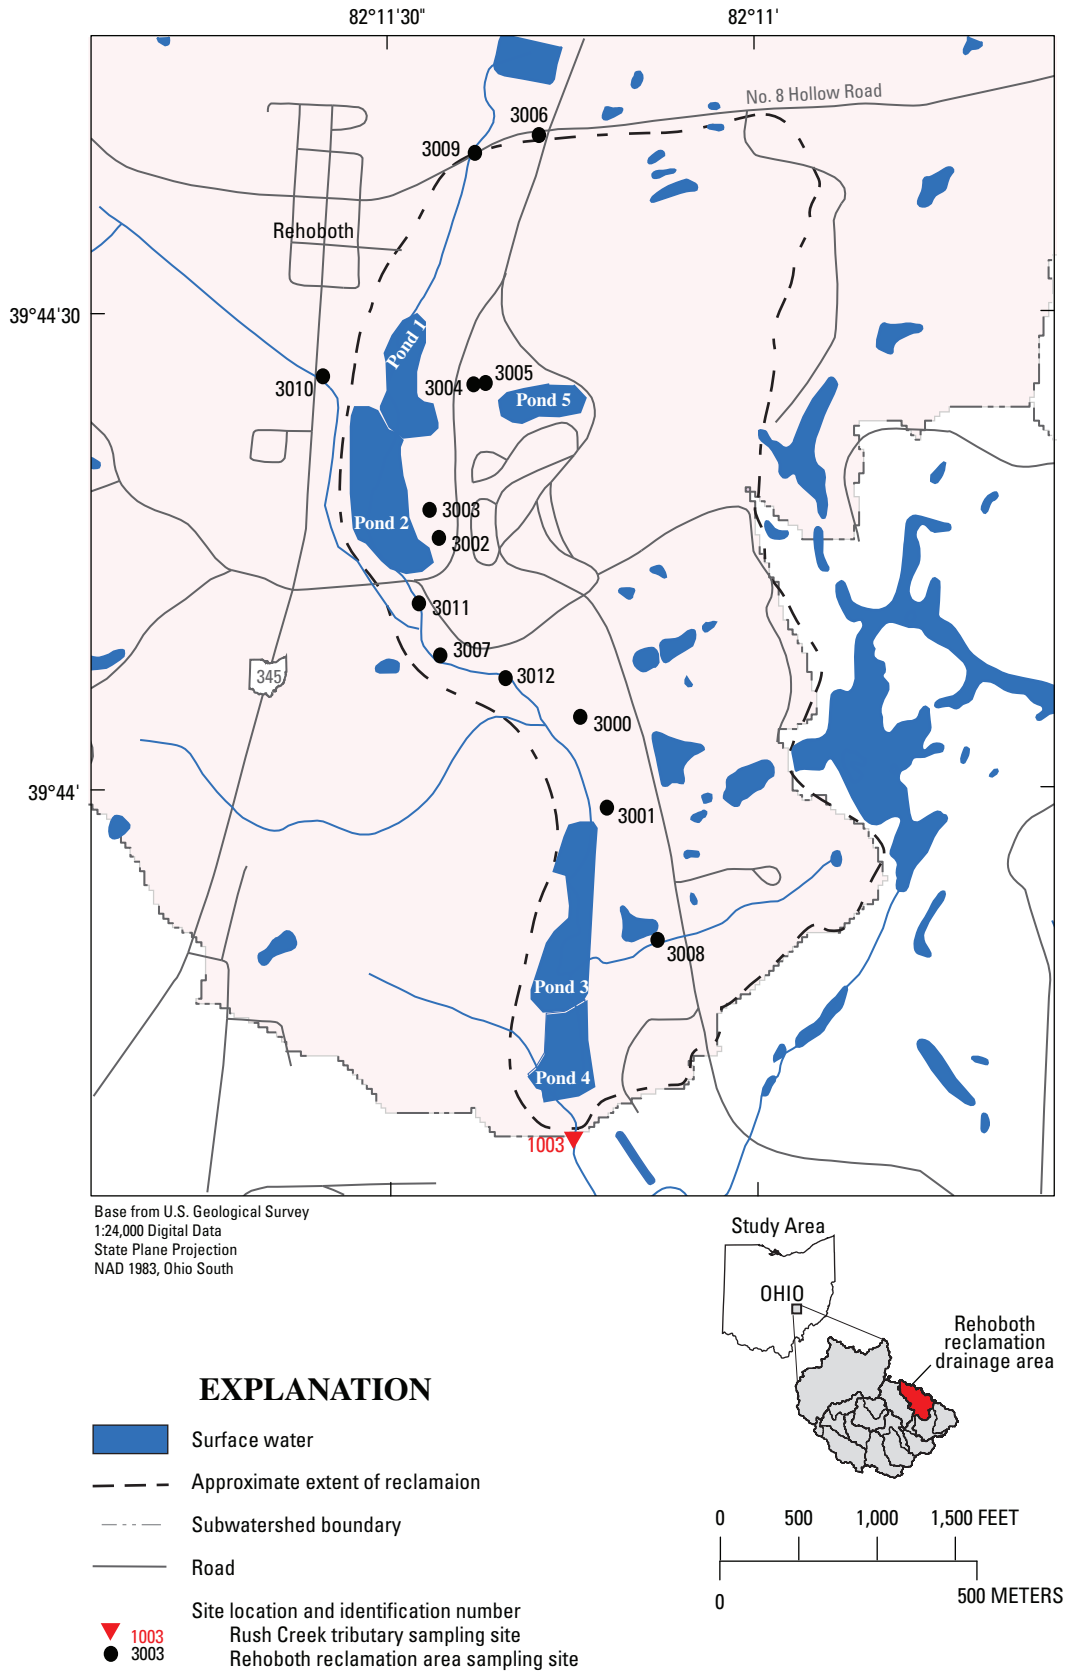 82°11'30"
82°11'
No. 8 Hollow Road
3006
3009
Rehoboth
39°44'30
Pond 1
3010
3004
3005
Pond 5
3003
Pond 2
3002
3011
3007
345
3012
3000
39°44'
3001
3008
Pond 3
Pond 4
1003
Base from U.S. Geological Survey
1:24,000 Digital Data
State Plane Projection
NAD 1983, Ohio South
Study Area
OHIO
Rehoboth
reclamation
drainage area
EXPLANATION
Surface water
Approximate extent of reclamaion
Subwatershed boundary
Road
Site location and identification number
1003 Rush Creek tributary sampling site
3003 Rehoboth reclamation area sampling site
0 500 1,000 1,500 FEET
0 500 METERS